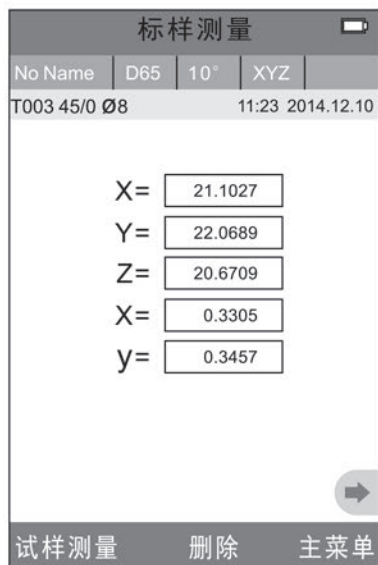 标样测量
No Name D65 10° XYZ
T003 45/0 Ø8 11:23 2014.12.10
X= 21.1027
Y= 22.0689
Z= 20.6709
X= 0.3305
y= 0.3457
试样测量 删除 主菜单